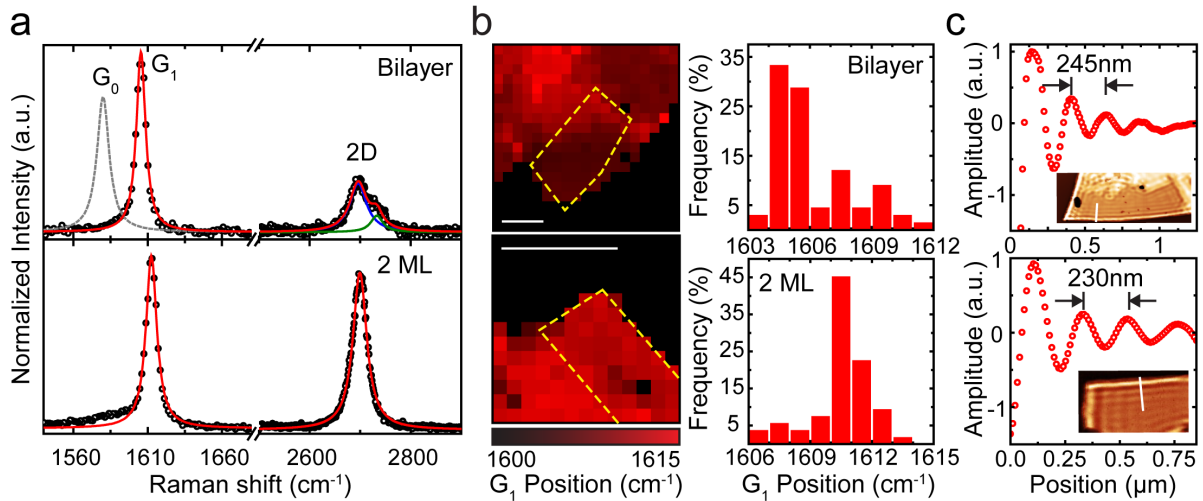 a
Normalized Intensity (a.u.)
G0
G1
Bilayer
2D
2 ML
1560 1610 1660 2600 2800
Raman shift (cm-1)
b
1600 1615
G1 Position (cm-1)
Frequency (%)
35
25
15
5
Bilayer
1603 1606 1609 1612
Frequency (%)
45
35
25
15
5
2 ML
1606 1609 1612
G1 Position (cm-1)
c
Amplitude (a.u.)
1
0
-1
245nm
0 0.5 1
Amplitude (a.u.)
1
0
-1
230nm
0.0 0.25 0.5 0.75
Position (μm)